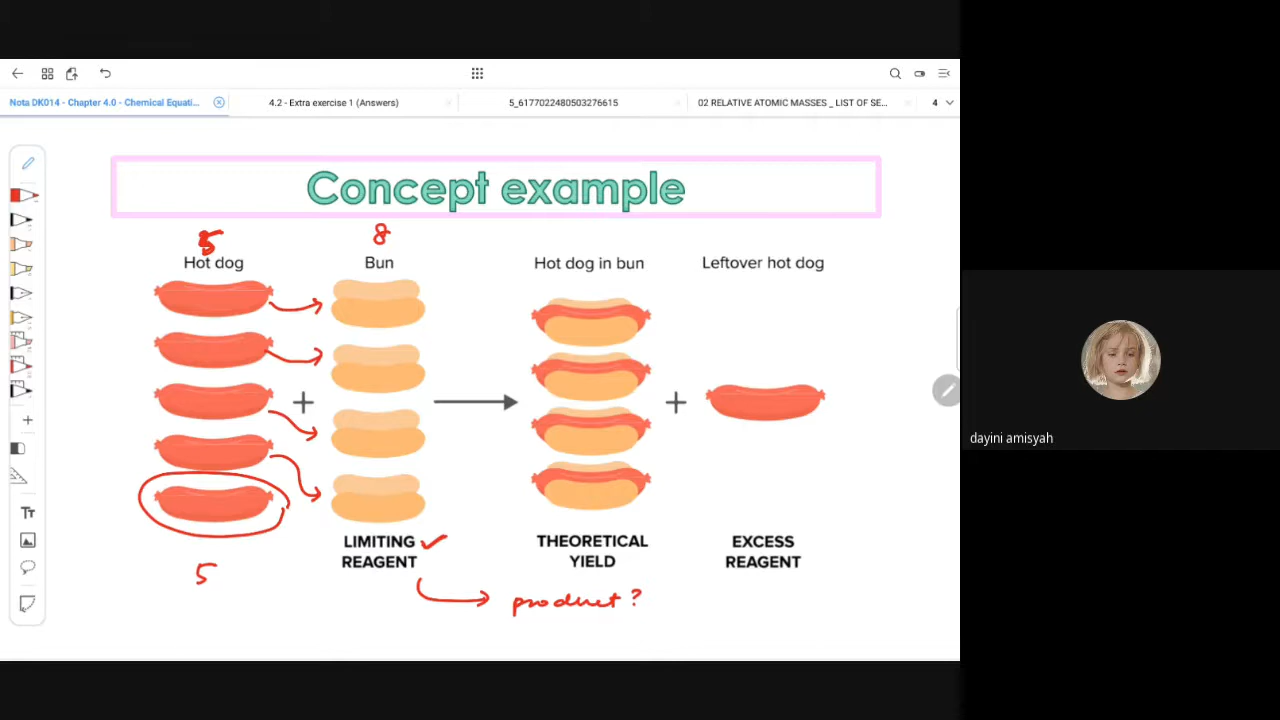 Nota DK014 - Chapter 4.0 - Chemical Equati...
4.2 - Extra exercise 1 (Answers)
5_6177022480503276615
02 RELATIVE ATOMIC MASSES _ LIST OF SE...
4
Concept example
5
8
Hot dog
Bun
Hot dog in bun
Leftover hot dog
LIMITING
REAGENT
THEORETICAL
YIELD
EXCESS
REAGENT
5
product?
Tt
dayini amisyah